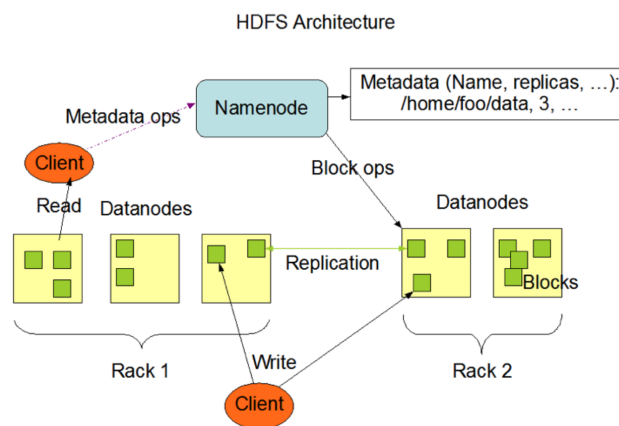 HDFS Architecture
Metadata (Name, replicas, …):
/home/foo/data, 3, …
Namenode
Metadata ops
Client
Block ops
Read
Datanodes
Datanodes
Replication
Blocks
Write
Rack 1
Rack 2
Client